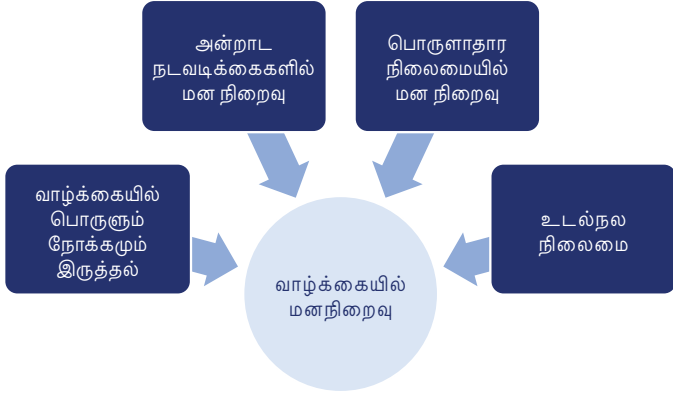 அன்றாட
நடவடிக்கைகளில்
மன நிறைவு
பொருளாதார
நிலைமையில்
மன நிறைவு
வாழ்க்கையில்
பொருளும்
நோக்கமும்
இருத்தல்
உடல்நல
நிலைமை
வாழ்க்கையில்
மனநிறைவு